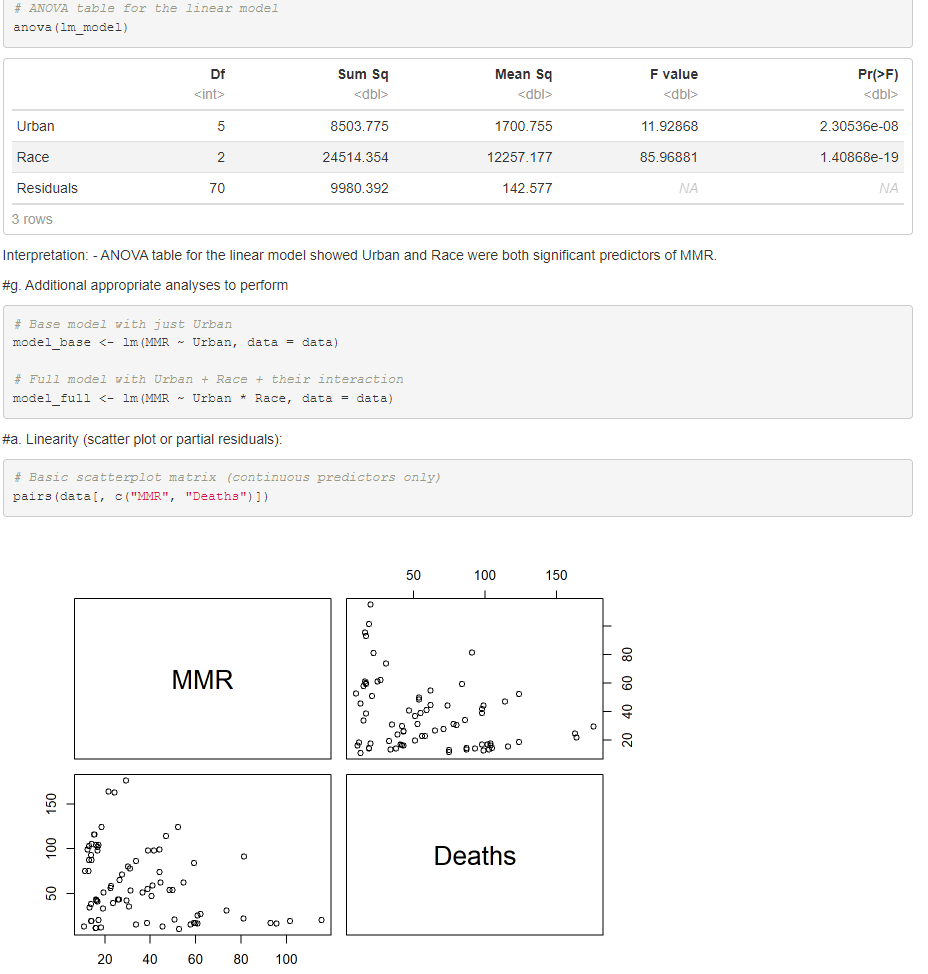 # ANOVA table for the linear model
anova(lm_model)
Df Sum Sq Mean Sq F value Pr(>F)
<int> <dbl> <dbl> <dbl> <dbl>
Urban 5 8503.775 1700.755 11.92868 2.30536e-08
Race 2 24514.354 12257.177 85.96881 1.40868e-19
Residuals 70 9980.392 142.577 NA NA
3 rows
Interpretation: - ANOVA table for the linear model showed Urban and Race were both significant predictors of MMR.
#g. Additional appropriate analyses to perform
# Base model with just Urban
model_base <- lm(MMR ~ Urban, data = data)
# Full model with Urban + Race + their interaction
model_full <- lm(MMR ~ Urban * Race, data = data)
#a. Linearity (scatter plot or partial residuals):
# Basic scatterplot matrix (continuous predictors only)
pairs(data[, c("MMR", "Deaths")])
50 100 150
MMR
20 40 60 80
50 100 150
Deaths
20 40 60 80 100